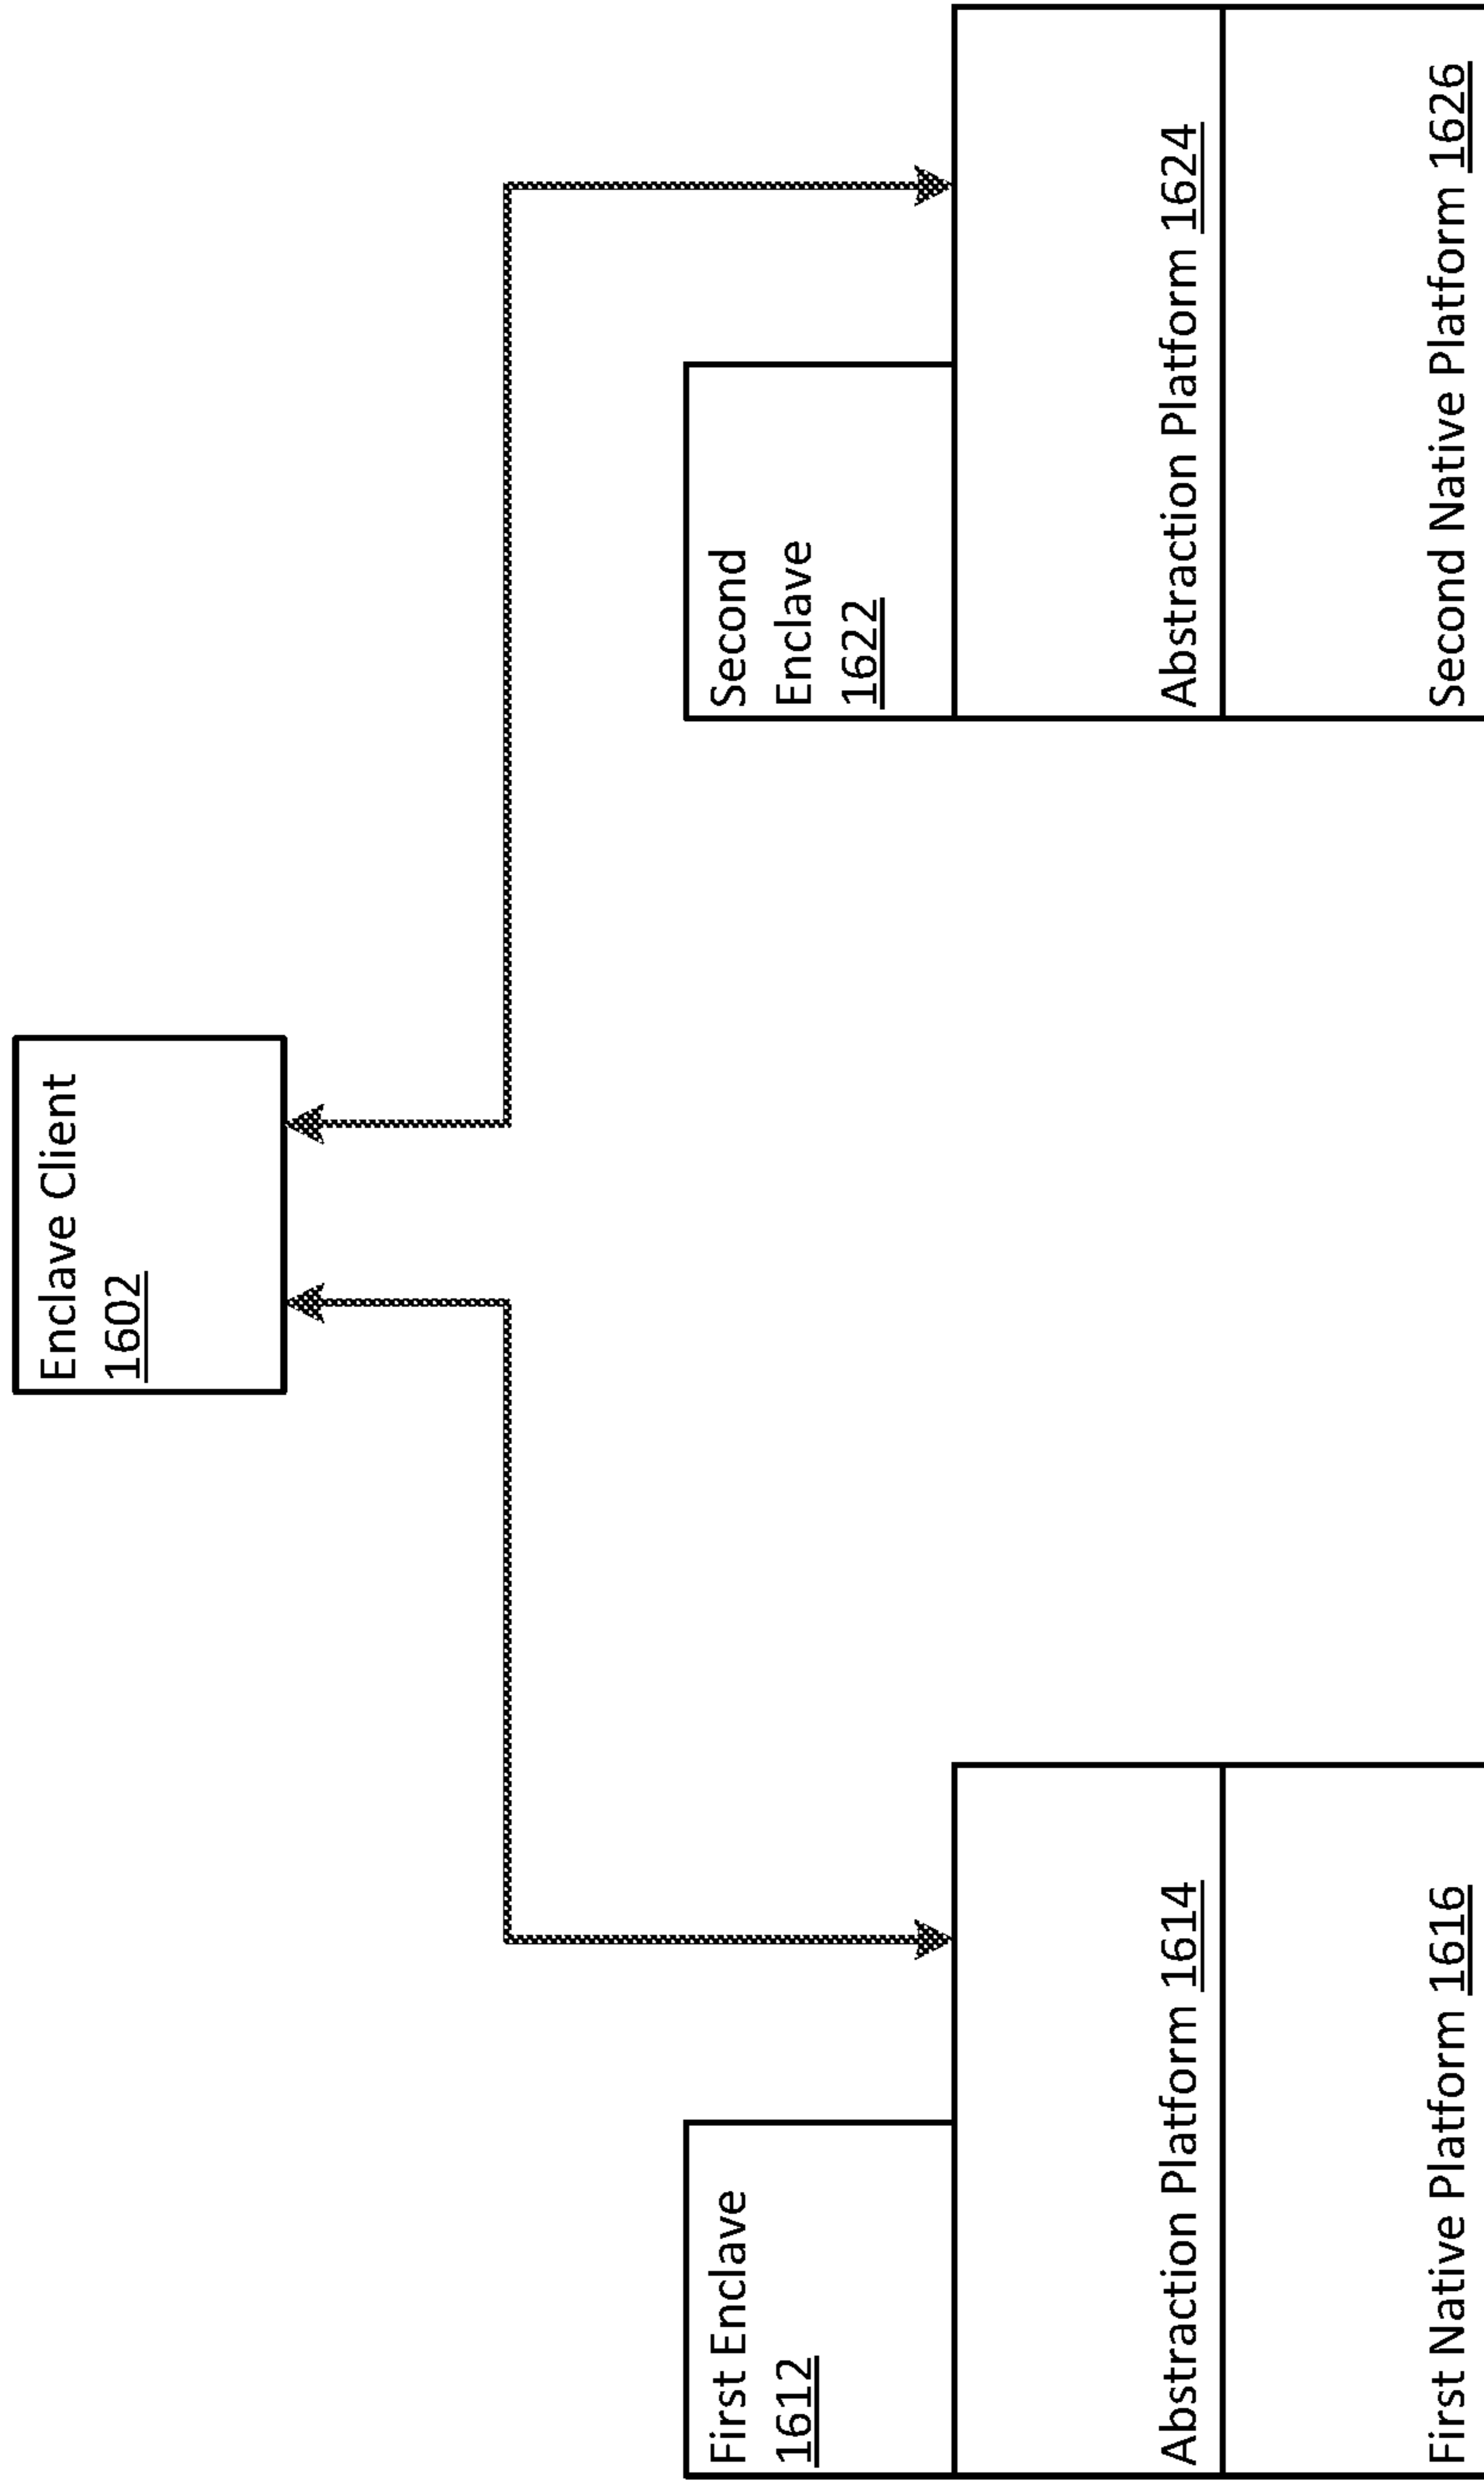 Enclave Client
1602
First Enclave
1612
Abstraction Platform 1614
First Native Platform 1616
Second
Enclave
1622
Abstraction Platform 1624
Second Native Platform 1626